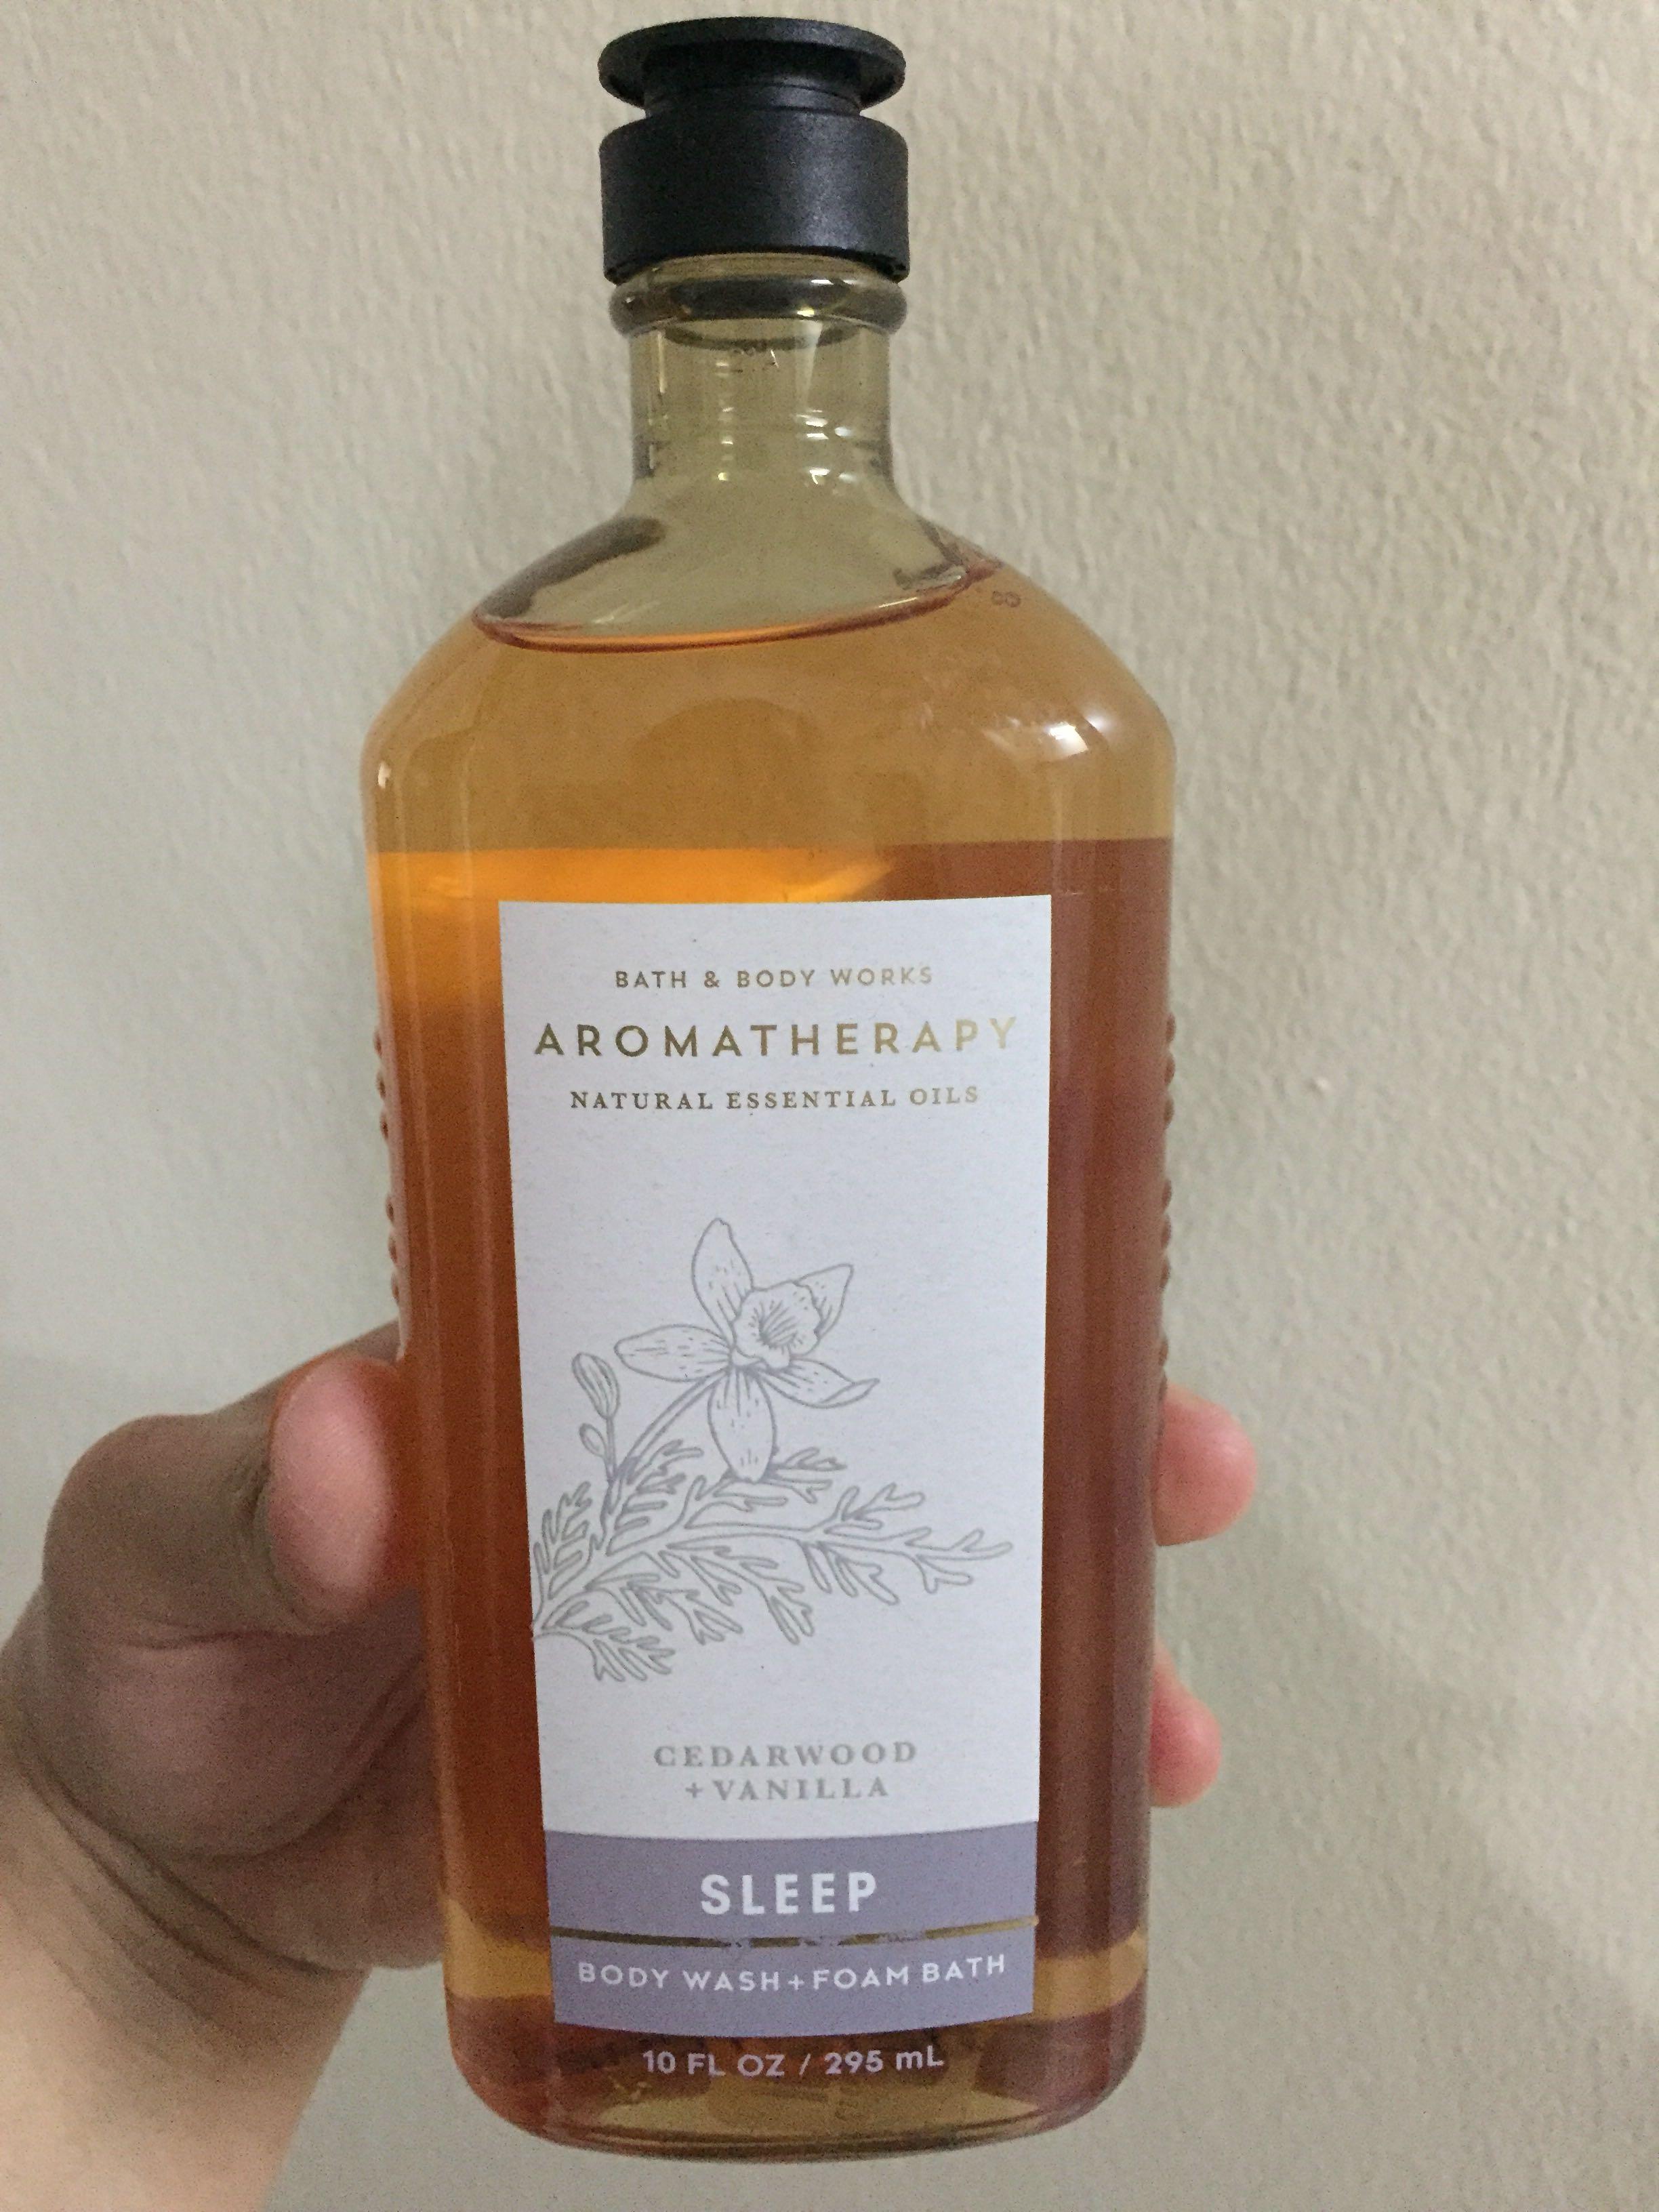 BATH & BODY WORKS
AROMATHERAPY
NATURAL ESSENTIAL OILS
CEDARWOOD
+VANILLA
SLEEP
BODY WASH+FOAM BATH
10 FL OZ / 295 mL